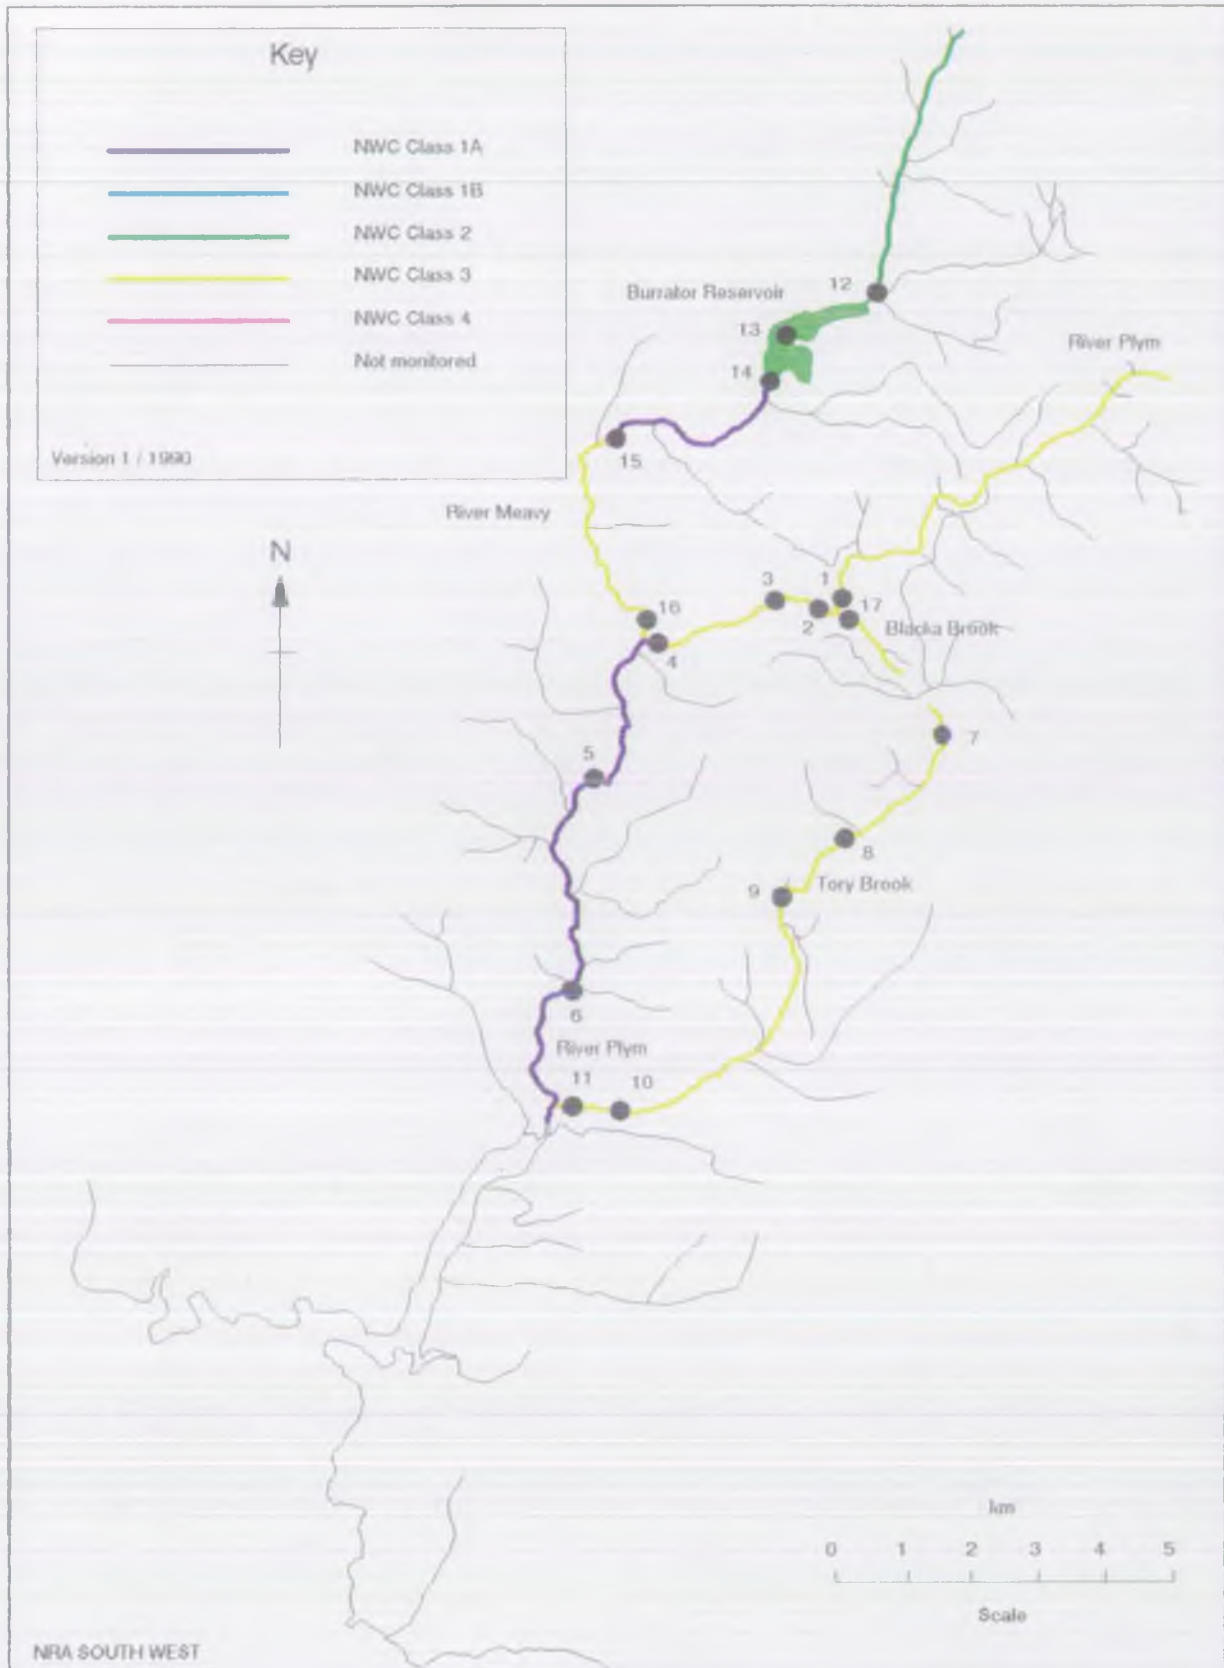 Key
NWC Class 1A
NWC Class 1B
NWC Class 2
NWC Class 3
NWC Class 4
Not monitored
Version 1 / 1990
12
Burrator Reservoir
13
River Plym
14
15
River Meavy
N
3
1
16
17
2
Blacka Brook
4
7
5
8
Tory Brook
9
6
River Plym
11
10
km
0 1 2 3 4 5
Scale
NRA SOUTH WEST